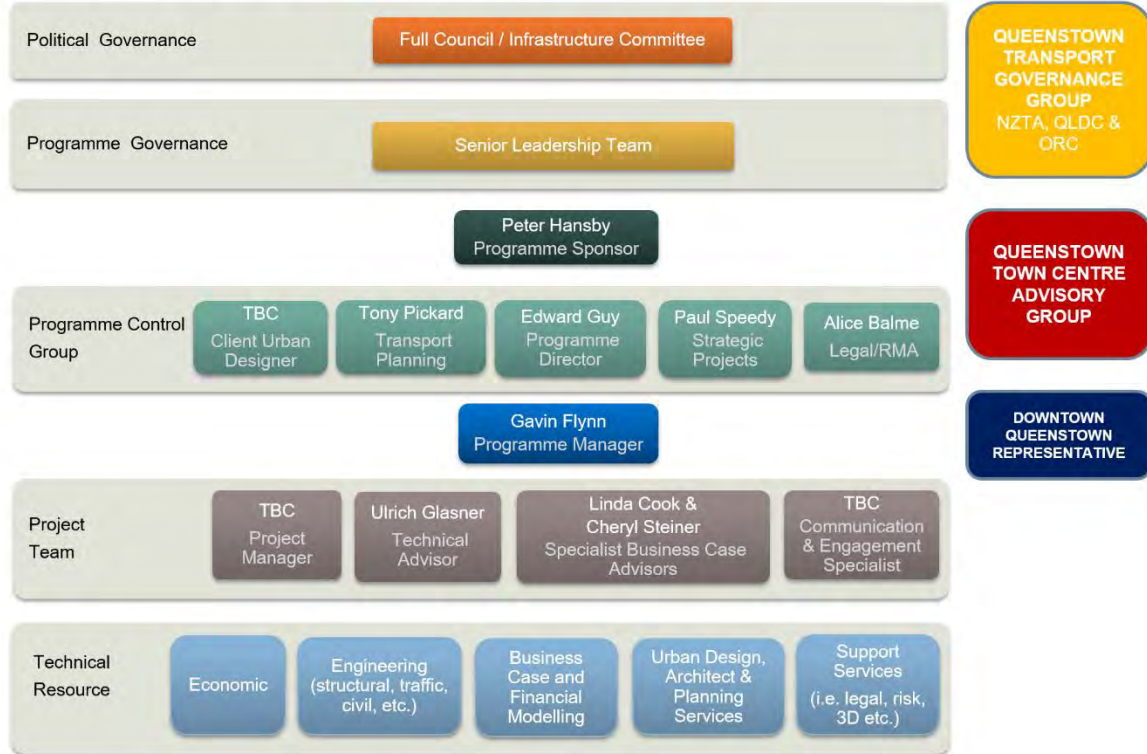 Political Governance
Full Council / Infrastructure Committee
Programme Governance
Senior Leadership Team
Peter Hansby
Programme Sponsor
Programme Control
Group
TBC
Client Urban
Designer
Tony Pickard
Transport
Planning
Edward Guy
Programme
Director
Paul Speedy
Strategic
Projects
Alice Balme
Legal/RMA
Gavin Flynn
Programme Manager
Project
Team
TBC
Project
Manager
Ulrich Glasner
Technical
Advisor
Linda Cook &
Cheryl Steiner
Specialist Business Case
Advisors
TBC
Communication
& Engagement
Specialist
Technical
Resource
Economic
Engineering
(structural, traffic,
civil, etc.)
Business
Case and
Financial
Modelling
Urban Design,
Architect &
Planning
Services
Support
Services
(i.e. legal, risk,
3D etc.)
QUEENSTOWN
TRANSPORT
GOVERNANCE
GROUP
NZTA, QLDC &
ORC
QUEENSTOWN
TOWN CENTRE
ADVISORY
GROUP
DOWNTOWN
QUEENSTOWN
REPRESENTATIVE